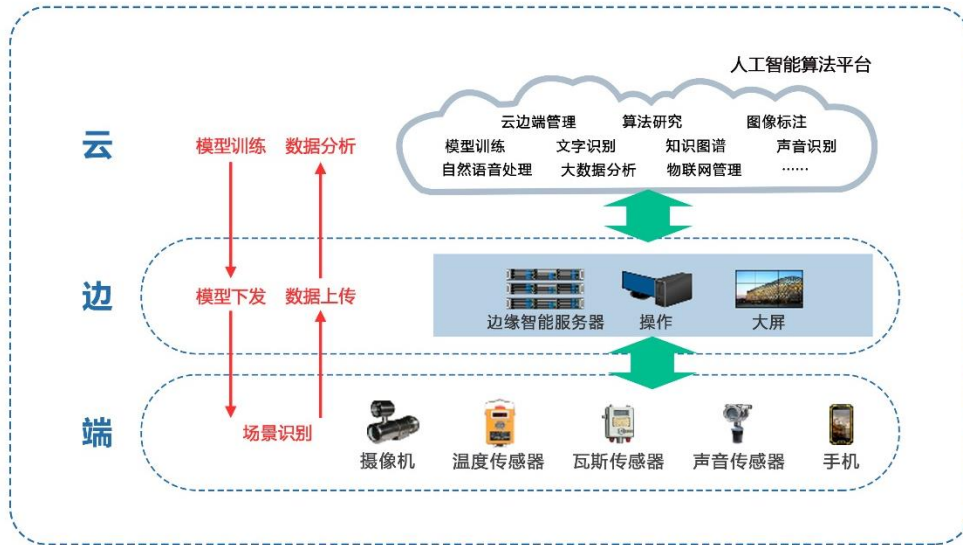 人工智能算法平台
云
模型训练 数据分析
云边端管理 算法研究 图像标注
模型训练 文字识别 知识图谱 声音识别
自然语音处理 大数据分析 物联网管理 ……
边
模型下发 数据上传
边缘智能服务器 操作 大屏
端
场景识别
摄像机 温度传感器 瓦斯传感器 声音传感器 手机